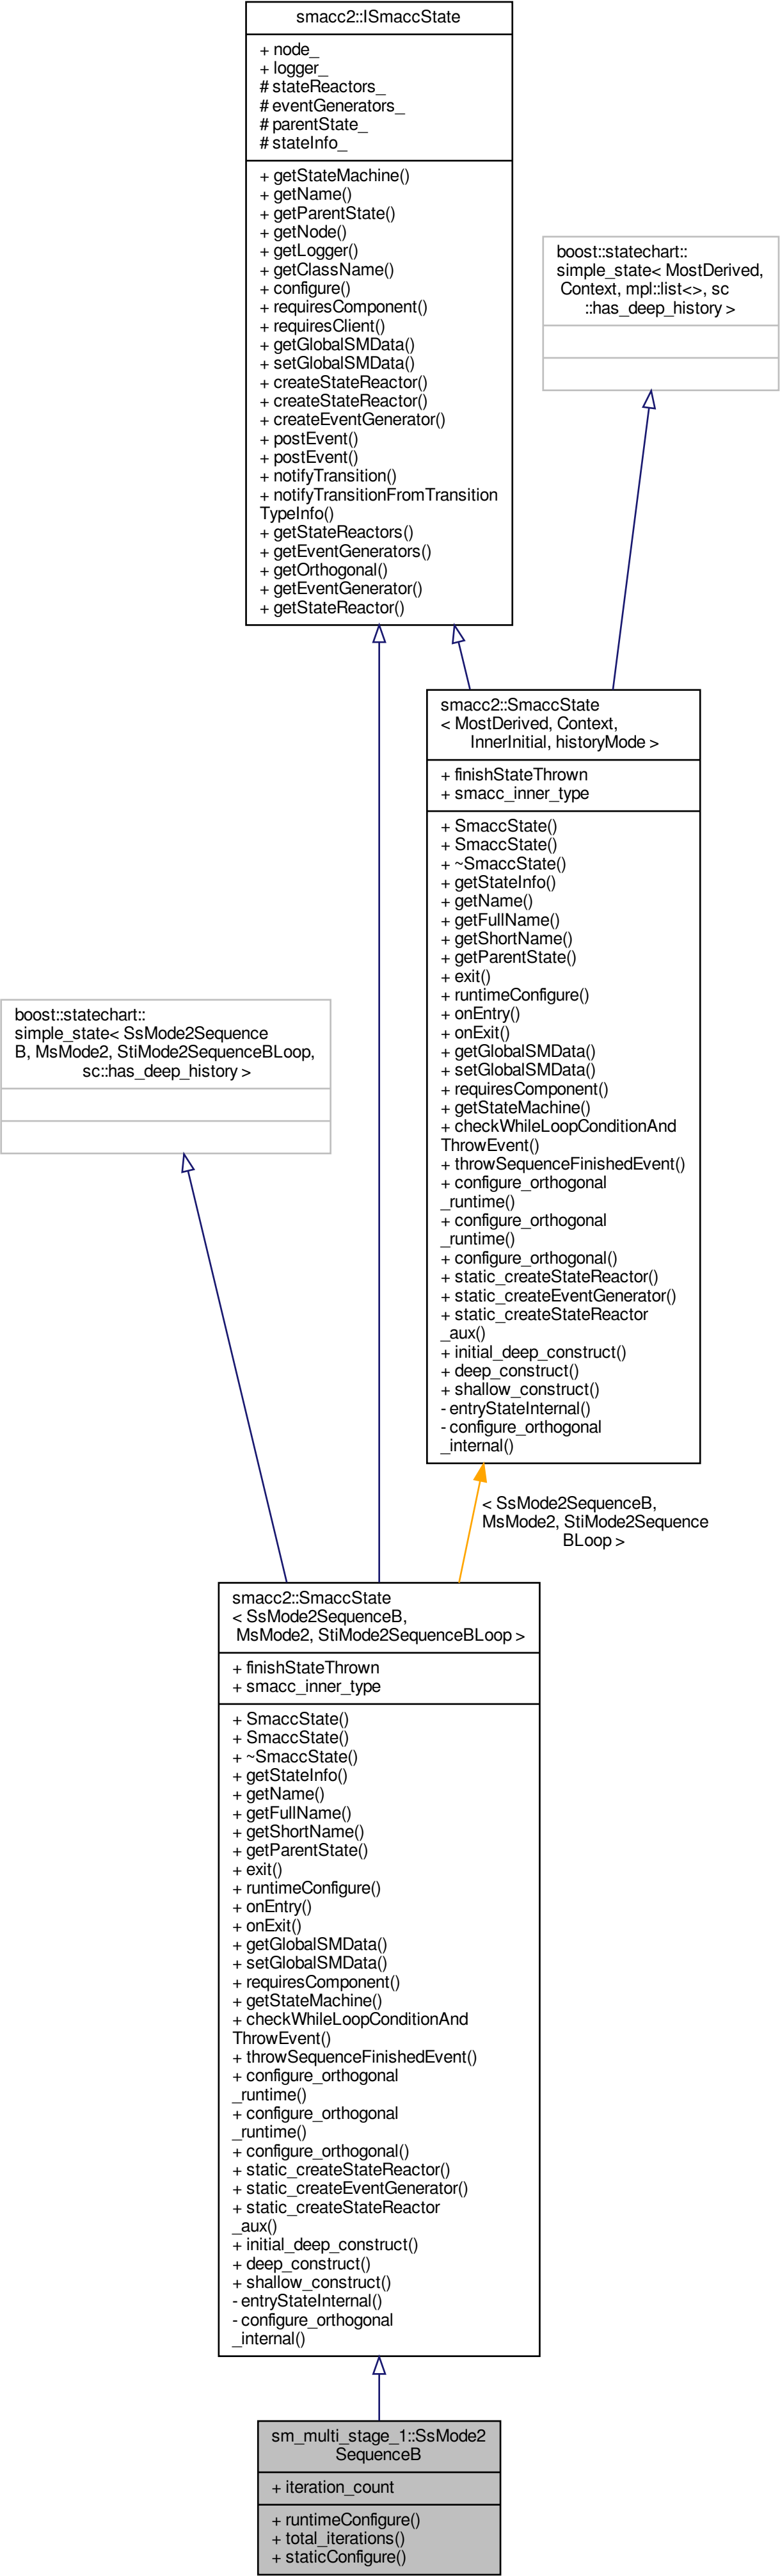 smacc2::ISmaccState
+ node_
+ logger_
# stateReactors_
# eventGenerators_
# parentState_
# stateInfo_
+ getStateMachine()
+ getName()
+ getParentState()
+ getNode()
+ getLogger()
+ getClassName()
+ configure()
+ requiresComponent()
+ requiresClient()
+ getGlobalSMData()
+ setGlobalSMData()
+ createStateReactor()
+ createStateReactor()
+ createEventGenerator()
+ postEvent()
+ postEvent()
+ notifyTransition()
+ notifyTransitionFromTransition
TypeInfo()
+ getStateReactors()
+ getEventGenerators()
+ getOrthogonal()
+ getEventGenerator()
+ getStateReactor()
boost::statechart::
simple_state< MostDerived,
Context, mpl::list<>, sc
::has_deep_history >
smacc2::SmaccState
< MostDerived, Context,
InnerInitial, historyMode >
+ finishStateThrown
+ smacc_inner_type
+ SmaccState()
+ SmaccState()
+ ~SmaccState()
+ getStateInfo()
+ getName()
+ getFullName()
+ getShortName()
+ getParentState()
+ exit()
+ runtimeConfigure()
+ onEntry()
+ onExit()
+ getGlobalSMData()
+ setGlobalSMData()
+ requiresComponent()
+ getStateMachine()
+ checkWhileLoopConditionAnd
ThrowEvent()
+ throwSequenceFinishedEvent()
+ configure_orthogonal
_runtime()
+ configure_orthogonal
_runtime()
+ configure_orthogonal()
+ static_createStateReactor()
+ static_createEventGenerator()
+ static_createStateReactor
_aux()
+ initial_deep_construct()
+ deep_construct()
+ shallow_construct()
- entryStateInternal()
- configure_orthogonal
_internal()
boost::statechart::
simple_state< SsMode2Sequence
B, MsMode2, StiMode2SequenceBLoop,
sc::has_deep_history >
< SsMode2SequenceB,
MsMode2, StiMode2Sequence
BLoop >
smacc2::SmaccState
< SsMode2SequenceB,
MsMode2, StiMode2SequenceBLoop >
+ finishStateThrown
+ smacc_inner_type
+ SmaccState()
+ SmaccState()
+ ~SmaccState()
+ getStateInfo()
+ getName()
+ getFullName()
+ getShortName()
+ getParentState()
+ exit()
+ runtimeConfigure()
+ onEntry()
+ onExit()
+ getGlobalSMData()
+ setGlobalSMData()
+ requiresComponent()
+ getStateMachine()
+ checkWhileLoopConditionAnd
ThrowEvent()
+ throwSequenceFinishedEvent()
+ configure_orthogonal
_runtime()
+ configure_orthogonal
_runtime()
+ configure_orthogonal()
+ static_createStateReactor()
+ static_createEventGenerator()
+ static_createStateReactor
_aux()
+ initial_deep_construct()
+ deep_construct()
+ shallow_construct()
- entryStateInternal()
- configure_orthogonal
_internal()
sm_multi_stage_1::SsMode2
SequenceB
+ iteration_count
+ runtimeConfigure()
+ total_iterations()
+ staticConfigure()